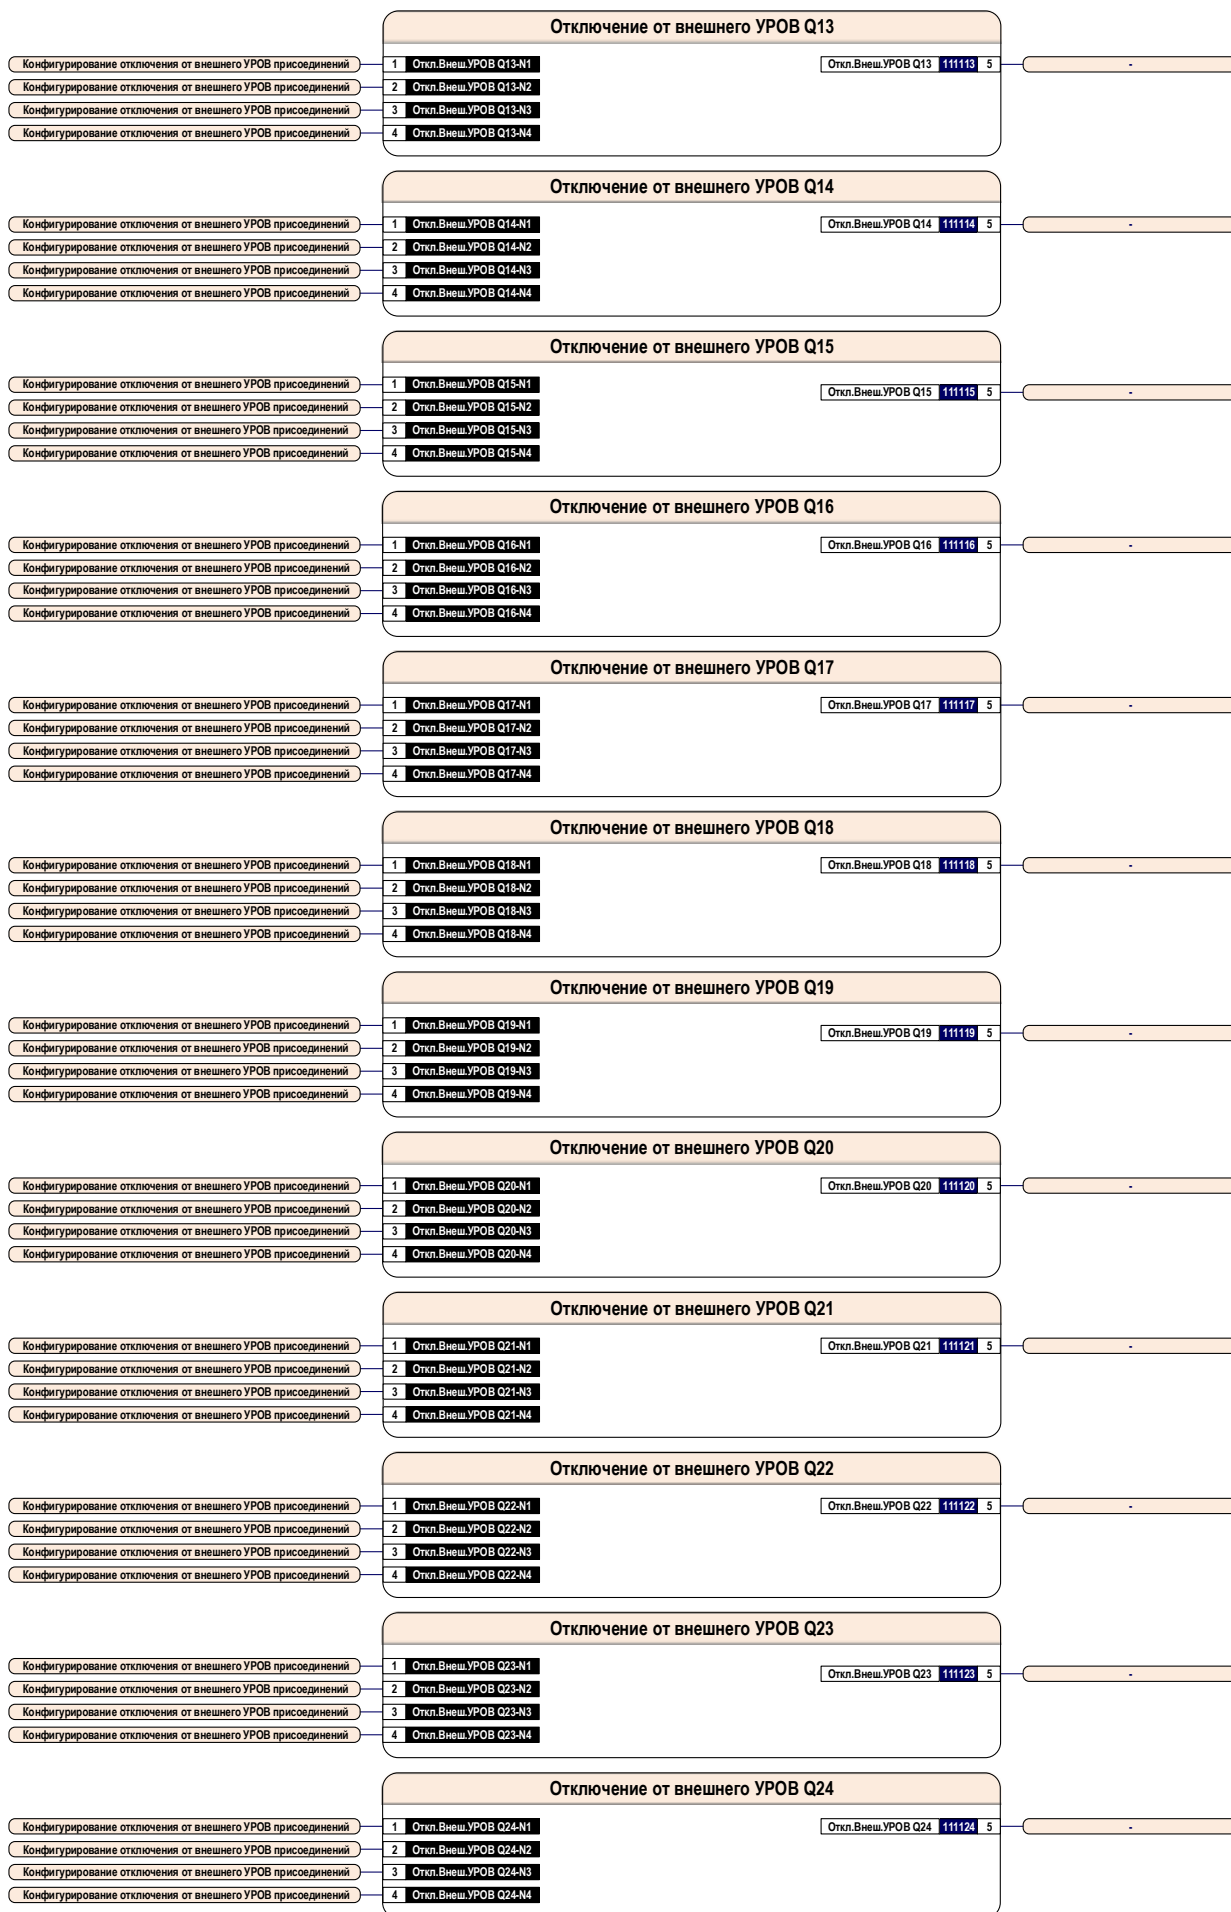 Отключение от внешнего УРОВ Q13
Конфигурирование отключения от внешнего УРОВ присоединений 1 Откл.Внеш.УРОВ Q13-N1 Откл.Внеш.УРОВ Q13 111113 5 -
Конфигурирование отключения от внешнего УРОВ присоединений 2 Откл.Внеш.УРОВ Q13-N2
Конфигурирование отключения от внешнего УРОВ присоединений 3 Откл.Внеш.УРОВ Q13-N3
Конфигурирование отключения от внешнего УРОВ присоединений 4 Откл.Внеш.УРОВ Q13-N4
Отключение от внешнего УРОВ Q14
Конфигурирование отключения от внешнего УРОВ присоединений 1 Откл.Внеш.УРОВ Q14-N1 Откл.Внеш.УРОВ Q14 111114 5 -
Конфигурирование отключения от внешнего УРОВ присоединений 2 Откл.Внеш.УРОВ Q14-N2
Конфигурирование отключения от внешнего УРОВ присоединений 3 Откл.Внеш.УРОВ Q14-N3
Конфигурирование отключения от внешнего УРОВ присоединений 4 Откл.Внеш.УРОВ Q14-N4
Отключение от внешнего УРОВ Q15
Конфигурирование отключения от внешнего УРОВ присоединений 1 Откл.Внеш.УРОВ Q15-N1 Откл.Внеш.УРОВ Q15 111115 5 -
Конфигурирование отключения от внешнего УРОВ присоединений 2 Откл.Внеш.УРОВ Q15-N2
Конфигурирование отключения от внешнего УРОВ присоединений 3 Откл.Внеш.УРОВ Q15-N3
Конфигурирование отключения от внешнего УРОВ присоединений 4 Откл.Внеш.УРОВ Q15-N4
Отключение от внешнего УРОВ Q16
Конфигурирование отключения от внешнего УРОВ присоединений 1 Откл.Внеш.УРОВ Q16-N1 Откл.Внеш.УРОВ Q16 111116 5 -
Конфигурирование отключения от внешнего УРОВ присоединений 2 Откл.Внеш.УРОВ Q16-N2
Конфигурирование отключения от внешнего УРОВ присоединений 3 Откл.Внеш.УРОВ Q16-N3
Конфигурирование отключения от внешнего УРОВ присоединений 4 Откл.Внеш.УРОВ Q16-N4
Отключение от внешнего УРОВ Q17
Конфигурирование отключения от внешнего УРОВ присоединений 1 Откл.Внеш.УРОВ Q17-N1 Откл.Внеш.УРОВ Q17 111117 5 -
Конфигурирование отключения от внешнего УРОВ присоединений 2 Откл.Внеш.УРОВ Q17-N2
Конфигурирование отключения от внешнего УРОВ присоединений 3 Откл.Внеш.УРОВ Q17-N3
Конфигурирование отключения от внешнего УРОВ присоединений 4 Откл.Внеш.УРОВ Q17-N4
Отключение от внешнего УРОВ Q18
Конфигурирование отключения от внешнего УРОВ присоединений 1 Откл.Внеш.УРОВ Q18-N1 Откл.Внеш.УРОВ Q18 111118 5 -
Конфигурирование отключения от внешнего УРОВ присоединений 2 Откл.Внеш.УРОВ Q18-N2
Конфигурирование отключения от внешнего УРОВ присоединений 3 Откл.Внеш.УРОВ Q18-N3
Конфигурирование отключения от внешнего УРОВ присоединений 4 Откл.Внеш.УРОВ Q18-N4
Отключение от внешнего УРОВ Q19
Конфигурирование отключения от внешнего УРОВ присоединений 1 Откл.Внеш.УРОВ Q19-N1 Откл.Внеш.УРОВ Q19 111119 5 -
Конфигурирование отключения от внешнего УРОВ присоединений 2 Откл.Внеш.УРОВ Q19-N2
Конфигурирование отключения от внешнего УРОВ присоединений 3 Откл.Внеш.УРОВ Q19-N3
Конфигурирование отключения от внешнего УРОВ присоединений 4 Откл.Внеш.УРОВ Q19-N4
Отключение от внешнего УРОВ Q20
Конфигурирование отключения от внешнего УРОВ присоединений 1 Откл.Внеш.УРОВ Q20-N1 Откл.Внеш.УРОВ Q20 111120 5 -
Конфигурирование отключения от внешнего УРОВ присоединений 2 Откл.Внеш.УРОВ Q20-N2
Конфигурирование отключения от внешнего УРОВ присоединений 3 Откл.Внеш.УРОВ Q20-N3
Конфигурирование отключения от внешнего УРОВ присоединений 4 Откл.Внеш.УРОВ Q20-N4
Отключение от внешнего УРОВ Q21
Конфигурирование отключения от внешнего УРОВ присоединений 1 Откл.Внеш.УРОВ Q21-N1 Откл.Внеш.УРОВ Q21 111121 5 -
Конфигурирование отключения от внешнего УРОВ присоединений 2 Откл.Внеш.УРОВ Q21-N2
Конфигурирование отключения от внешнего УРОВ присоединений 3 Откл.Внеш.УРОВ Q21-N3
Конфигурирование отключения от внешнего УРОВ присоединений 4 Откл.Внеш.УРОВ Q21-N4
Отключение от внешнего УРОВ Q22
Конфигурирование отключения от внешнего УРОВ присоединений 1 Откл.Внеш.УРОВ Q22-N1 Откл.Внеш.УРОВ Q22 111122 5 -
Конфигурирование отключения от внешнего УРОВ присоединений 2 Откл.Внеш.УРОВ Q22-N2
Конфигурирование отключения от внешнего УРОВ присоединений 3 Откл.Внеш.УРОВ Q22-N3
Конфигурирование отключения от внешнего УРОВ присоединений 4 Откл.Внеш.УРОВ Q22-N4
Отключение от внешнего УРОВ Q23
Конфигурирование отключения от внешнего УРОВ присоединений 1 Откл.Внеш.УРОВ Q23-N1 Откл.Внеш.УРОВ Q23 111123 5 -
Конфигурирование отключения от внешнего УРОВ присоединений 2 Откл.Внеш.УРОВ Q23-N2
Конфигурирование отключения от внешнего УРОВ присоединений 3 Откл.Внеш.УРОВ Q23-N3
Конфигурирование отключения от внешнего УРОВ присоединений 4 Откл.Внеш.УРОВ Q23-N4
Отключение от внешнего УРОВ Q24
Конфигурирование отключения от внешнего УРОВ присоединений 1 Откл.Внеш.УРОВ Q24-N1 Откл.Внеш.УРОВ Q24 111124 5 -
Конфигурирование отключения от внешнего УРОВ присоединений 2 Откл.Внеш.УРОВ Q24-N2
Конфигурирование отключения от внешнего УРОВ присоединений 3 Откл.Внеш.УРОВ Q24-N3
Конфигурирование отключения от внешнего УРОВ присоединений 4 Откл.Внеш.УРОВ Q24-N4